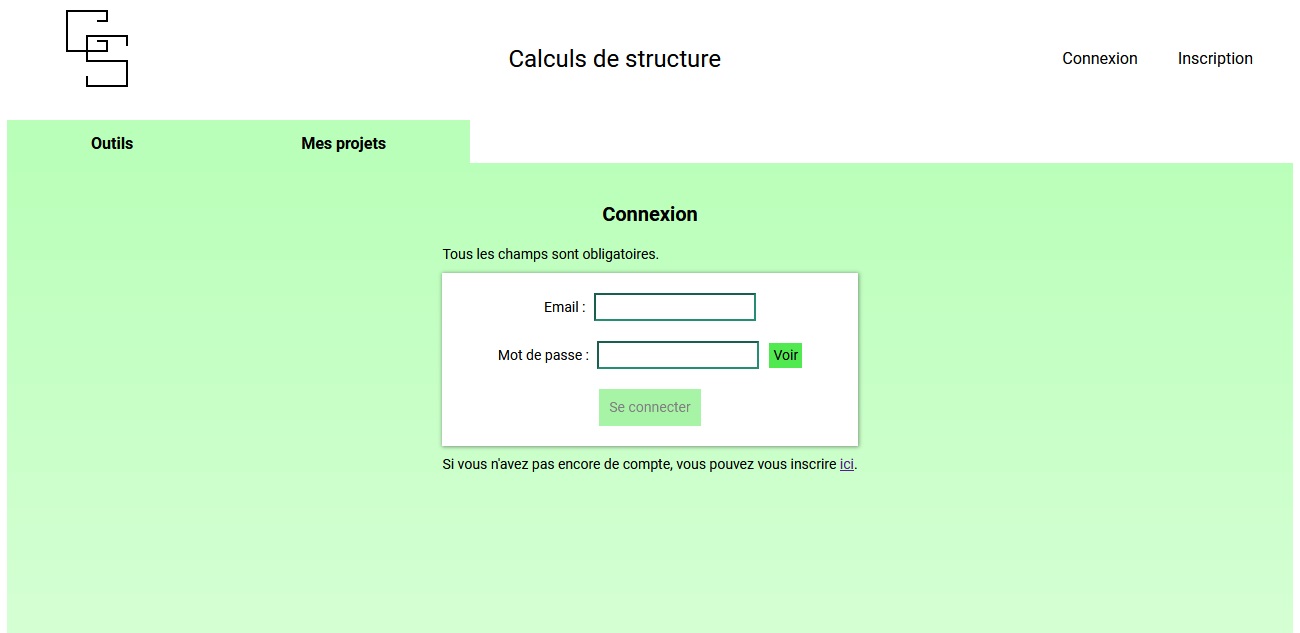 Calculs de structure
Connexion Inscription
Outils Mes projets
Connexion
Tous les champs sont obligatoires.
Email :
Mot de passe : Voir
Se connecter
Si vous n'avez pas encore de compte, vous pouvez vous inscrire ici.